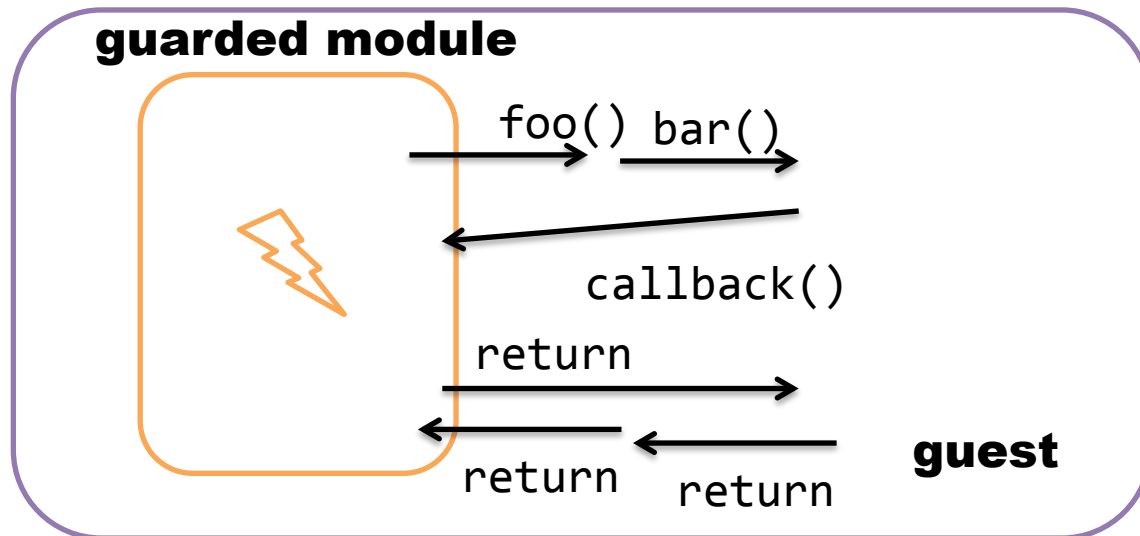 guarded module
foo() bar()
callback()
return
guest
return return